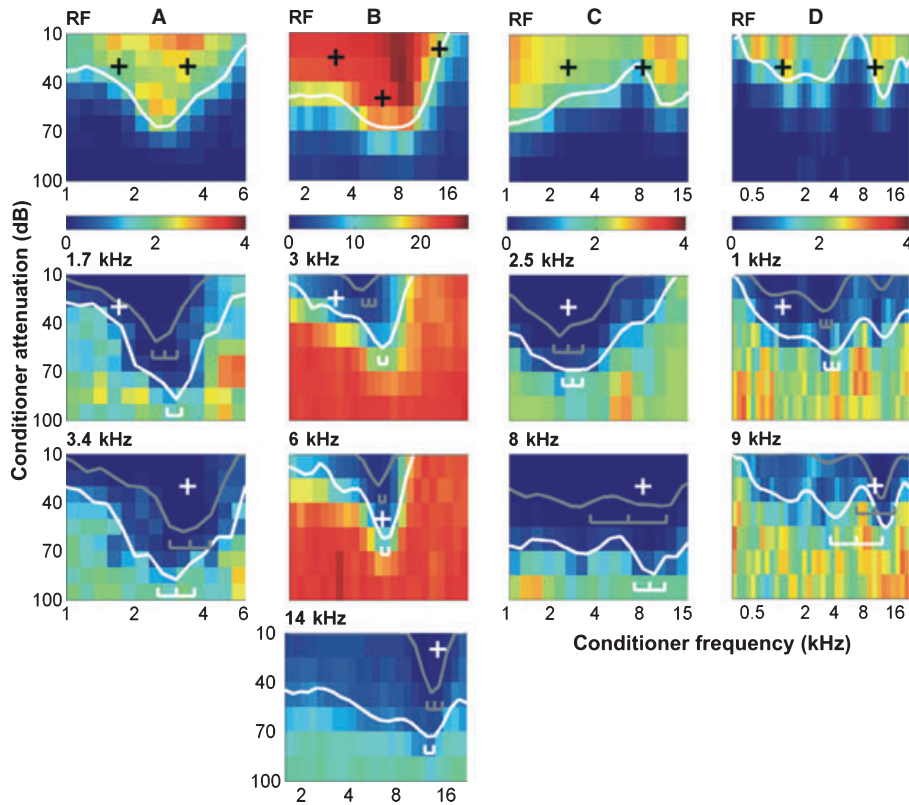 RF A
RF B
RF C
RF D
10
40
70
100
1 2 4 6
2 4 8 16
1 2 4 8 15
0.5 2 8 16
0 2 4
0 10 20
0 2 4
0 2 4
1.7 kHz
3 kHz
2.5 kHz
1 kHz
10
40
70
100
3.4 kHz
6 kHz
8 kHz
9 kHz
10
40
70
100
1 2 4 6
1 2 4 8 15
0.5 2 8 16
14 kHz
10
40
70
100
2 4 8 16
Conditioner attenuation (dB)
Conditioner frequency (kHz)